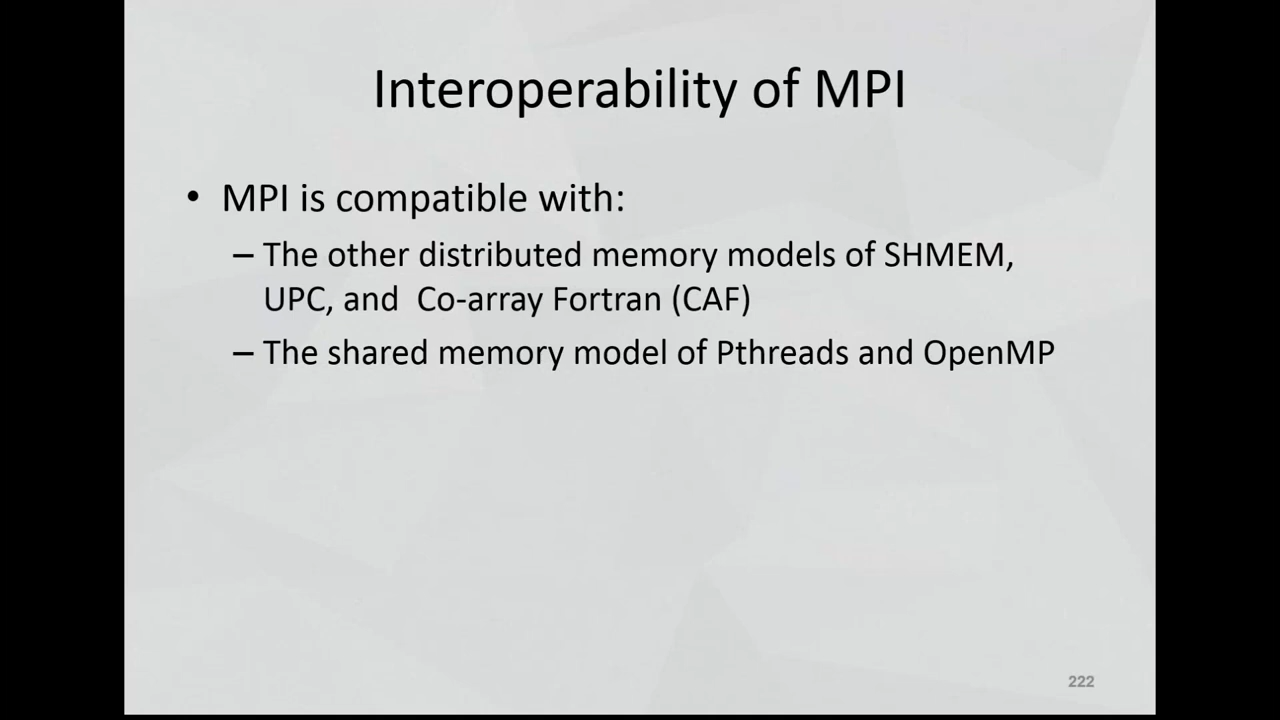 Interoperability of MPI
• MPI is compatible with:
– The other distributed memory models of SHMEM,
UPC, and  Co-array Fortran (CAF)
– The shared memory model of Pthreads and OpenMP
222